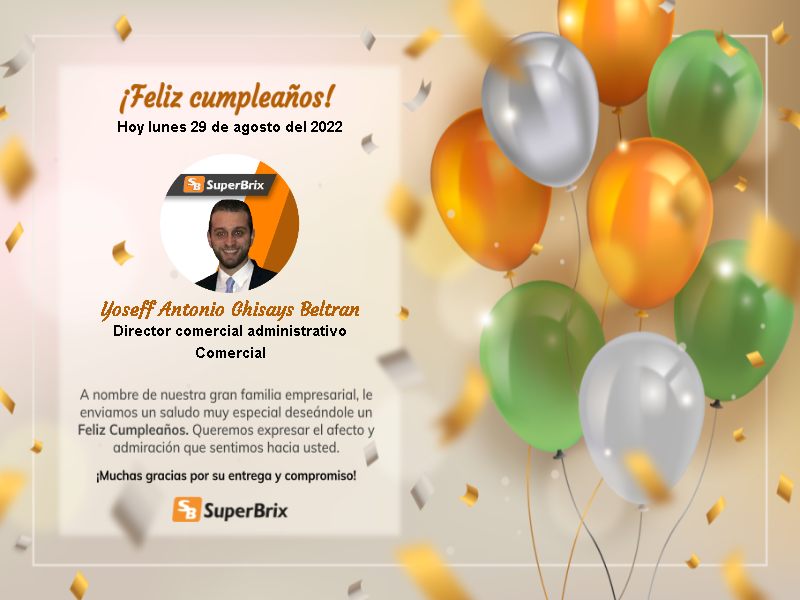 ¡Feliz cumpleaños!
Hoy lunes 29 de agosto del 2022
SB SuperBrix
Yoseff Antonio Ghisays Beltran
Director comercial administrativo
Comercial
A nombre de nuestra gran familia empresarial, le
enviamos un saludo muy especial deseándole un
Feliz Cumpleaños. Queremos expresar el afecto y
admiración que sentimos hacia usted.
¡Muchas gracias por su entrega y compromiso!
SB SuperBrix